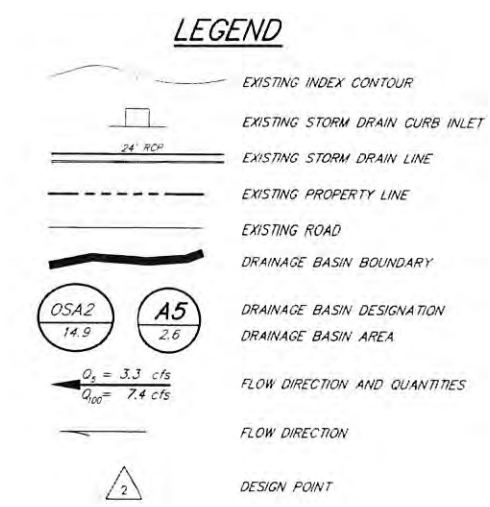 LEGEND
EXISTING INDEX CONTOUR
EXISTING STORM DRAIN CURB INLET
24' RCP
EXISTING STORM DRAIN LINE
EXISTING PROPERTY LINE
EXISTING ROAD
DRAINAGE BASIN BOUNDARY
OSA2 A5 DRAINAGE BASIN DESIGNATION
14.9 2.6 DRAINAGE BASIN AREA
Q5 = 3.3 cfs
Q100= 7.4 cfs
FLOW DIRECTION AND QUANTITIES
FLOW DIRECTION
2 DESIGN POINT